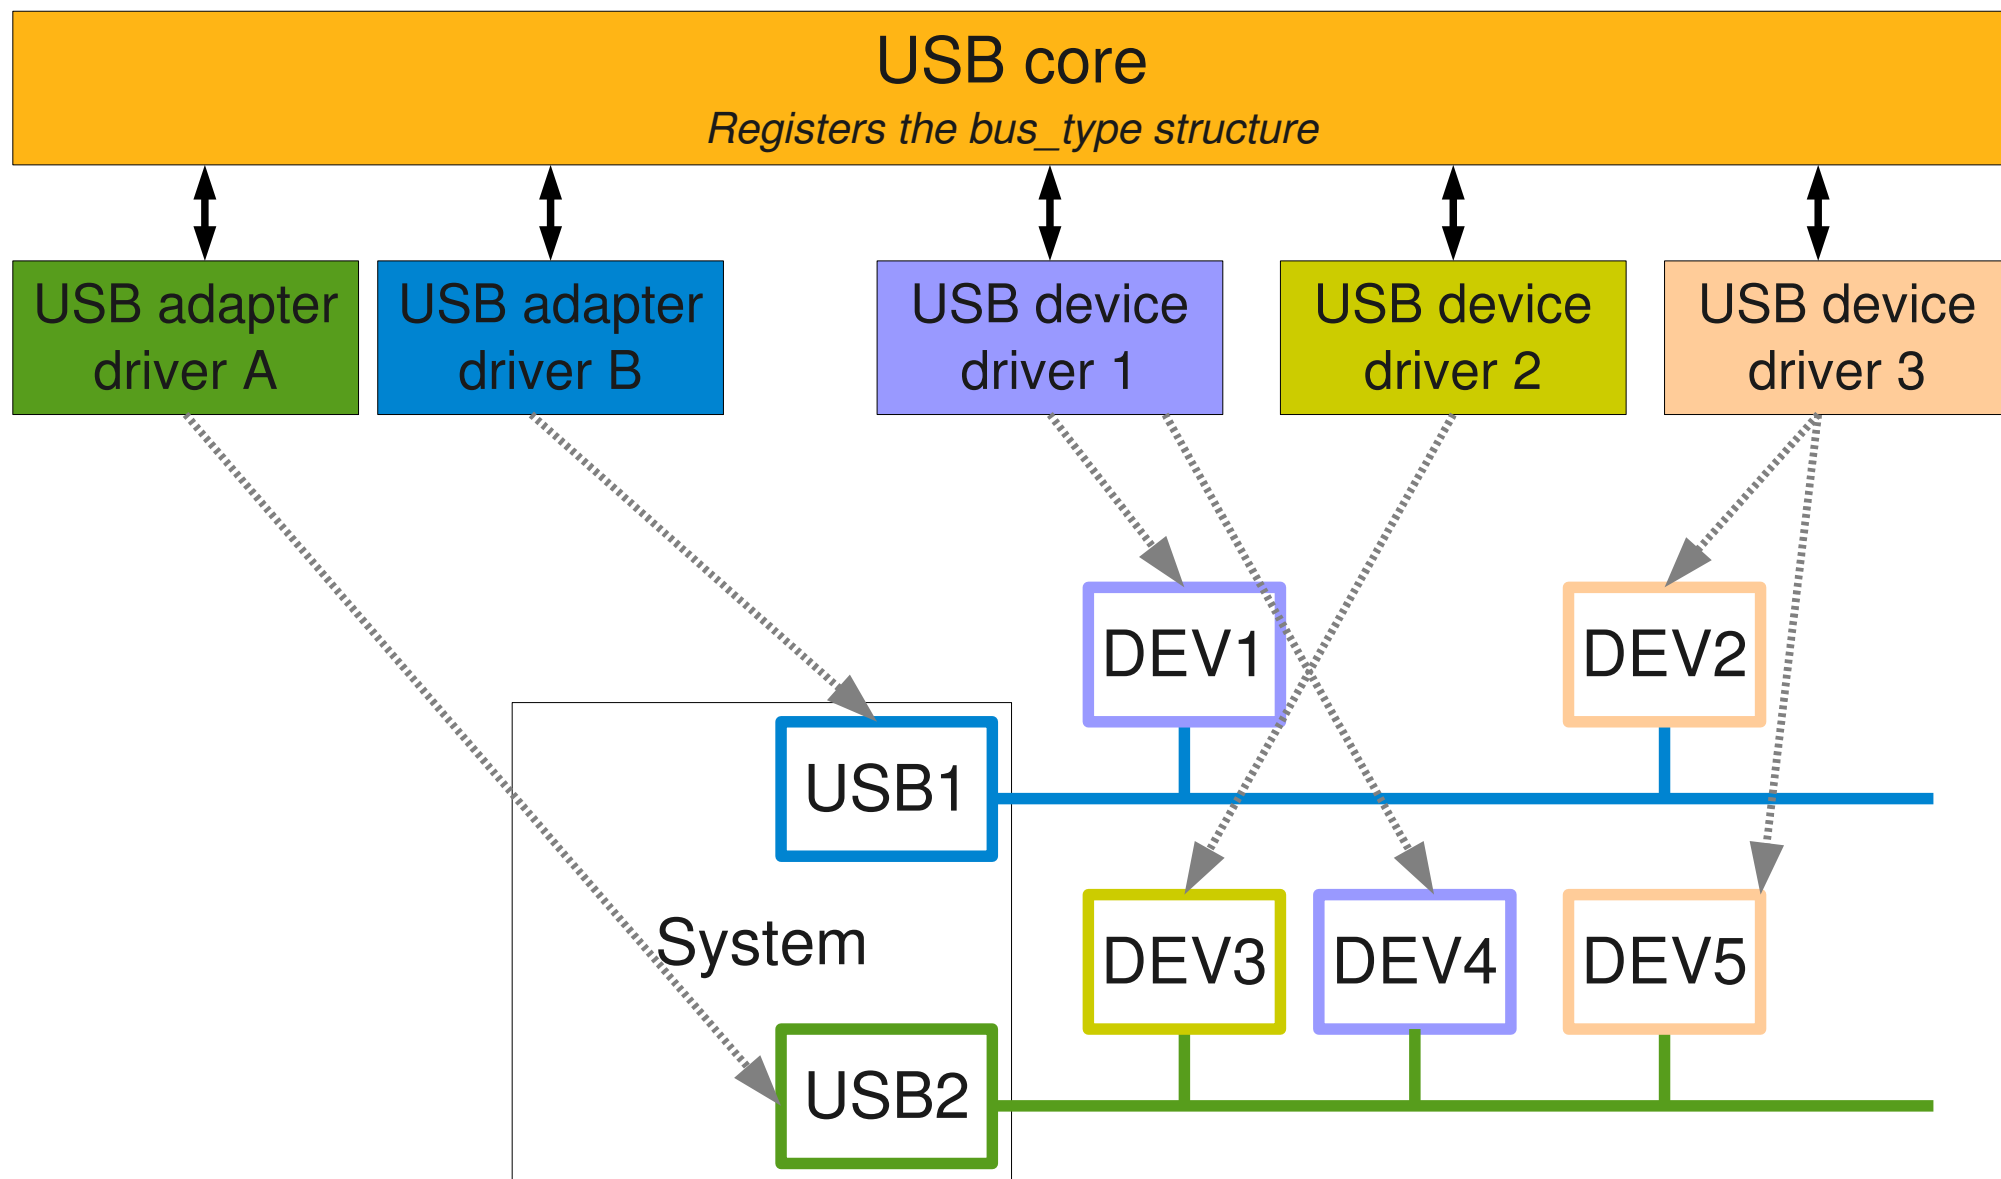 USB core
Registers the bus_type structure
USB adapter
driver A
USB adapter
driver B
USB device
driver 1
USB device
driver 2
USB device
driver 3
DEV1
DEV2
USB1
System
DEV3
DEV4
DEV5
USB2